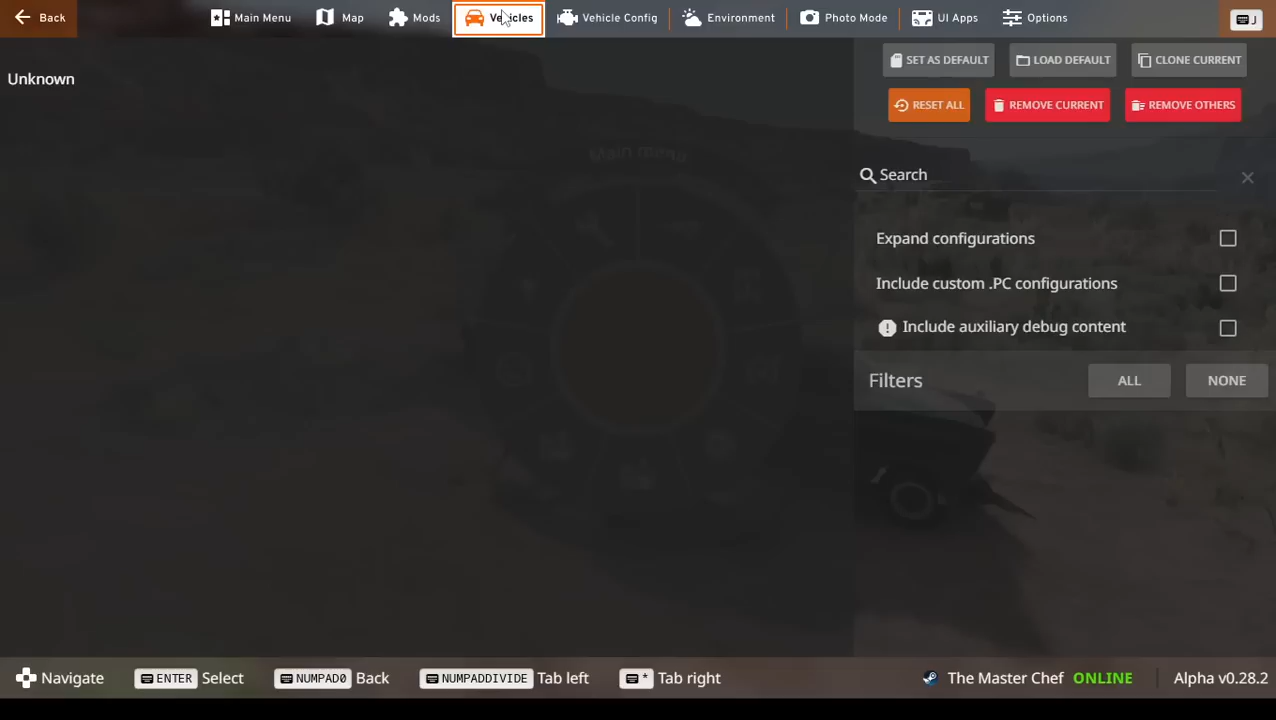 Back
Main Menu
Map
Mods
Vehicles
Vehicle Config
Environment
Photo Mode
UI Apps
Options
J
Unknown
SET AS DEFAULT
LOAD DEFAULT
CLONE CURRENT
RESET ALL
REMOVE CURRENT
REMOVE OTHERS
Main menu
Search
Expand configurations
Include custom .PC configurations
Include auxiliary debug content
Filters
ALL
NONE
Navigate
ENTER Select
NUMPAD0 Back
NUMPADDIVIDE Tab left
* Tab right
The Master Chef ONLINE
Alpha v0.28.2